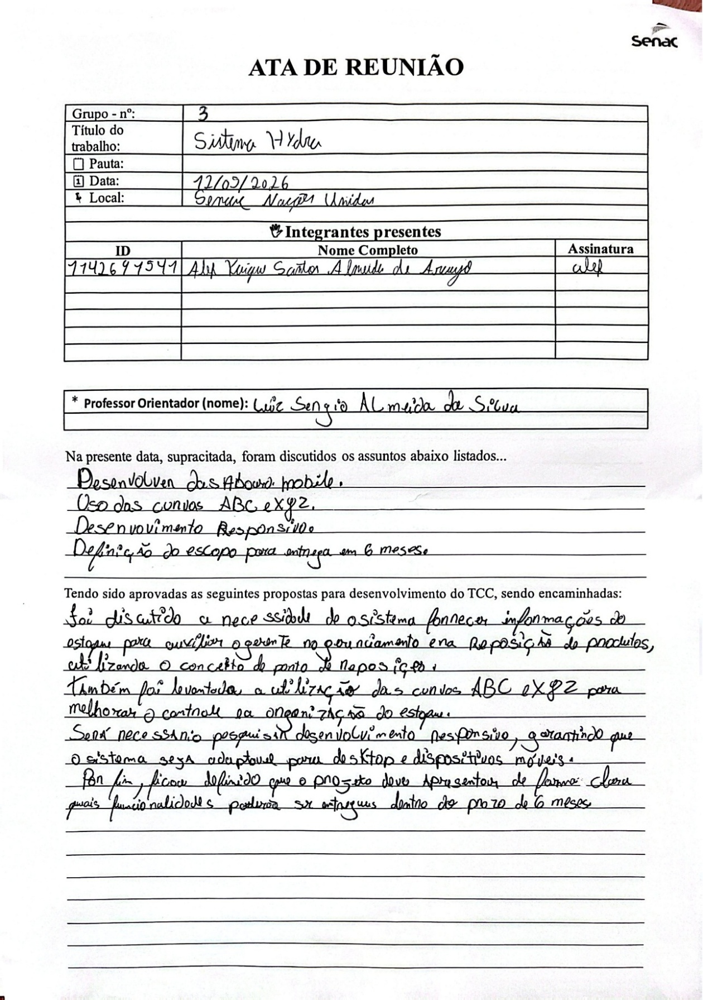 Senac
ATA DE REUNIÃO
Grupo - nº: 3
Título do trabalho: Sistema Hydra
Pauta:
Data: 12/09/2026
Local: Senac Nações Unidas
Integrantes presentes
ID Nome Completo Assinatura
1142691541 Alef Kaique Santos Almeida de Araujo alef
* Professor Orientador (nome): Luiz Sergio ALmeida da Silva
Na presente data, supracitada, foram discutidos os assuntos abaixo listados...
Desenvolver dasHboard mobile.
Uso das curvas ABC e xyz.
Desenvovimento Responsivo.
Definição do escopo para entrega em 6 meses.
Tendo sido aprovadas as seguintes propostas para desenvolvimento do TCC, sendo encaminhadas:
foi discutido a necessidade de o sistema fornecer informações do
estoque para auxiliar o gerente no gerenciamento e na Reposição de produtos,
utilizando o conceito de ponto de reposição.
também foi levantada a utilização das curvas ABC e XYZ para
melhorar o controle e a organização do estoque.
Será necessário pesquisar desenvolvimento responsivo, garantindo que
o sistema seja adaptavel para desktop e dispositivos móveis.
Por fim, ficou definido que o projeto deve apresentar de forma clara
quais funcionalidades poderão ser entregues dentro do prazo de 6 meses